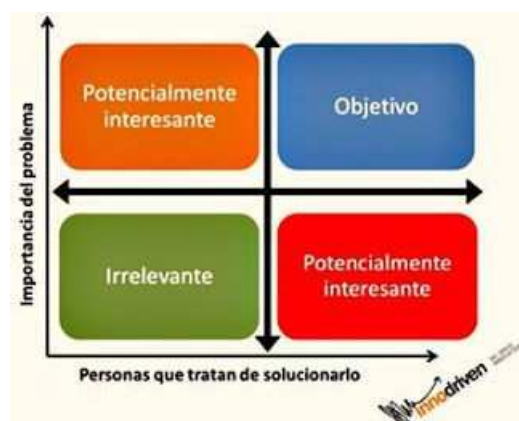 Importancia del problema
Potencialmente
interesante
Objetivo
Irrelevante
Potencialmente
interesante
Personas que tratan de solucionarlo
innodriven